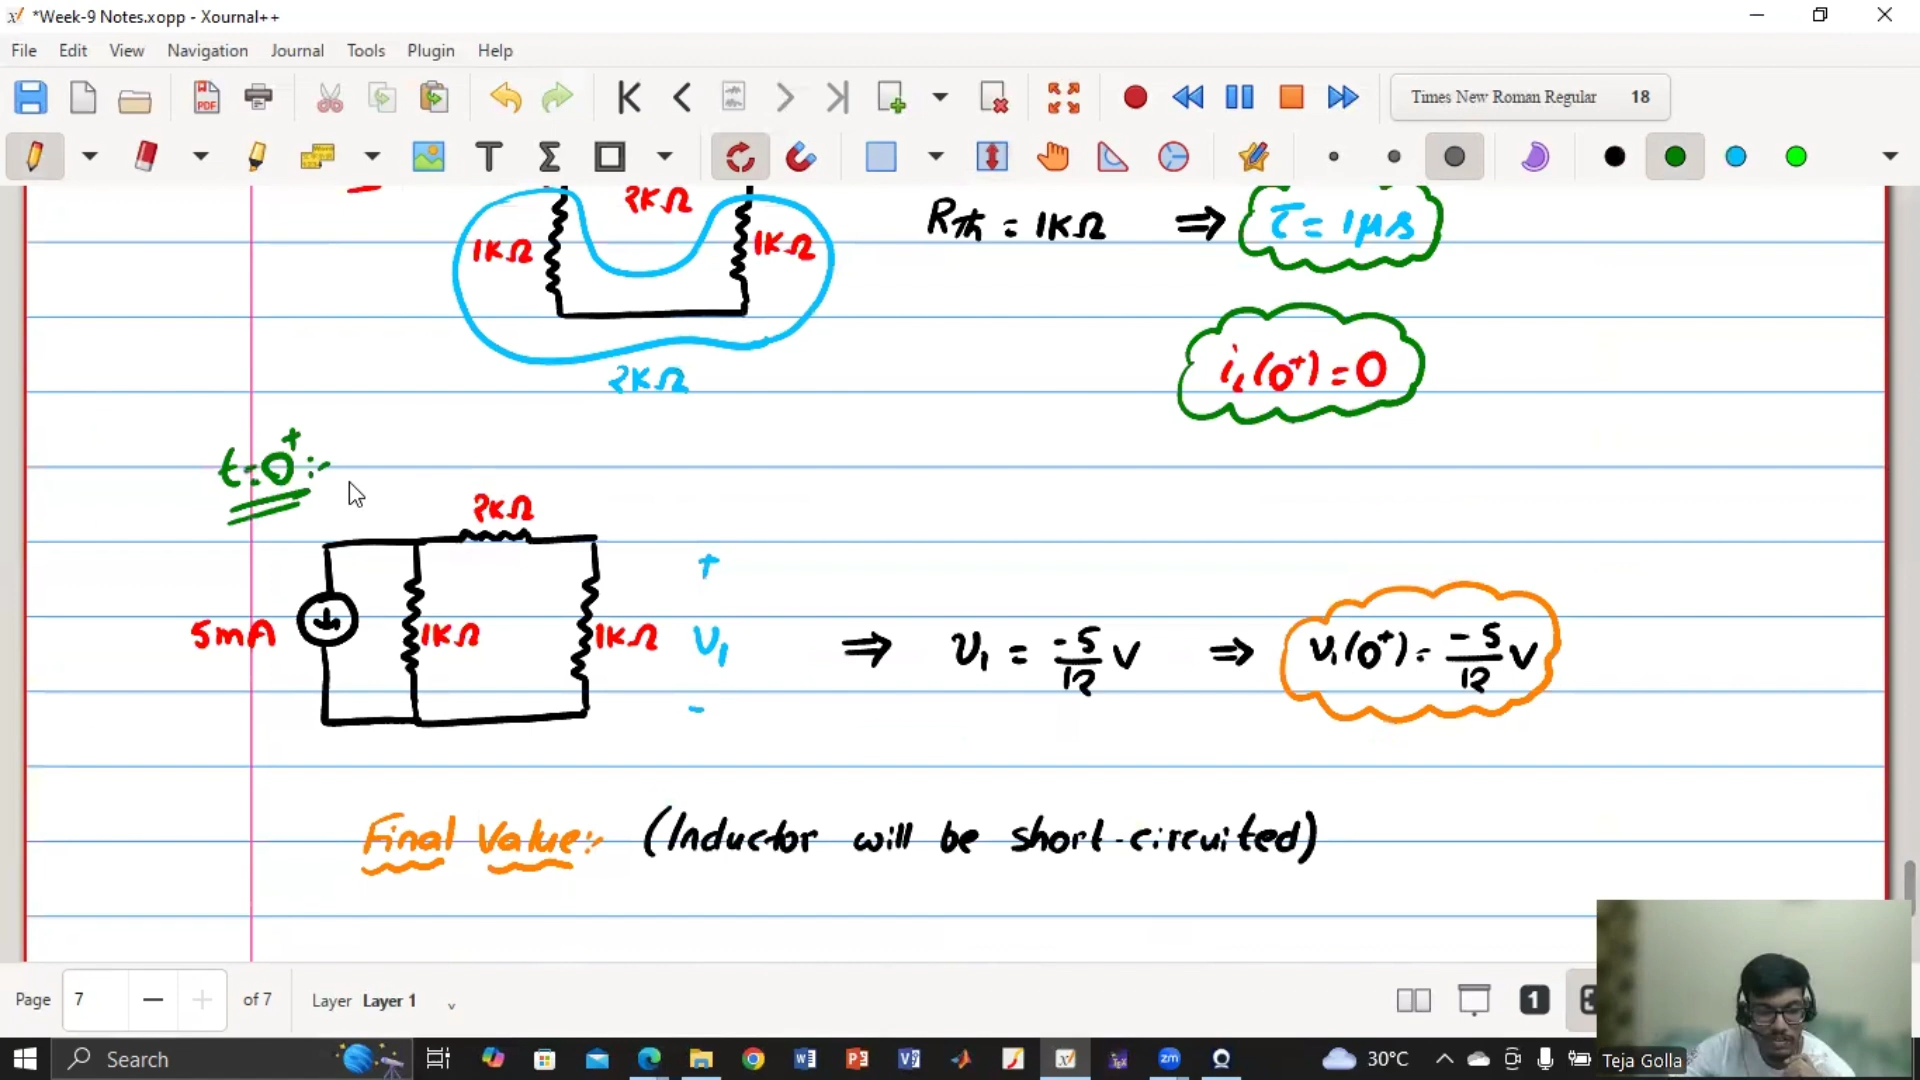 *Week-9 Notes.xopp - Xournal++
File Edit View Navigation Journal Tools Plugin Help
Times New Roman Regular 18
2KΩ
1KΩ 1KΩ
2KΩ
Rth = 1KΩ ⇒ τ = 1μs
iL(0+) = 0
t=0+:-
2KΩ
5mA 1KΩ 1KΩ
+
V1
-
⇒ V1 = -5/12 V ⇒ V1(0+) = -5/12 V
Final Value:- (Inductor will be short-circuited)
Page 7 of 7 Layer Layer 1
1
Search
30°C
Teja Golla